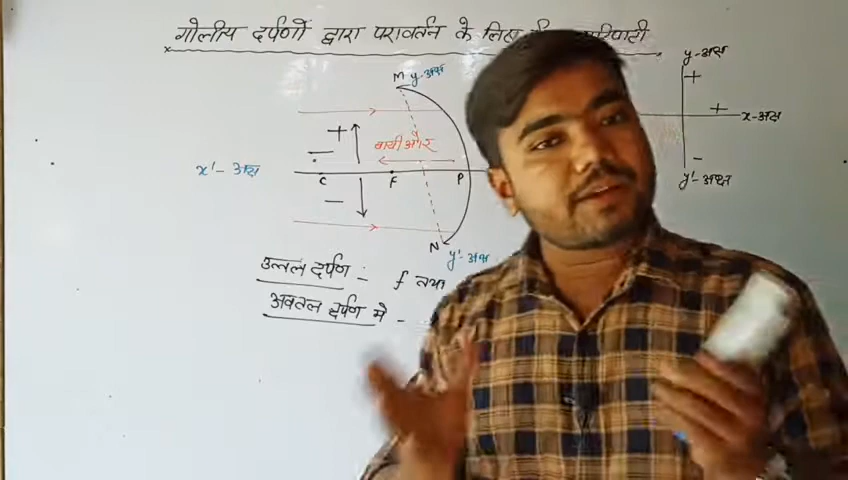 गोलीय दर्पणों द्वारा परावर्तन के लिए
M y-अक्ष
y-अक्ष
+
+ x-अक्ष
-
y'-अक्ष
+
-
बायी ओर
x'-अक्ष
C F P
-
N y'-अक्ष
उन्तल दर्पण :- f तथा
अवतल दर्पण मे -